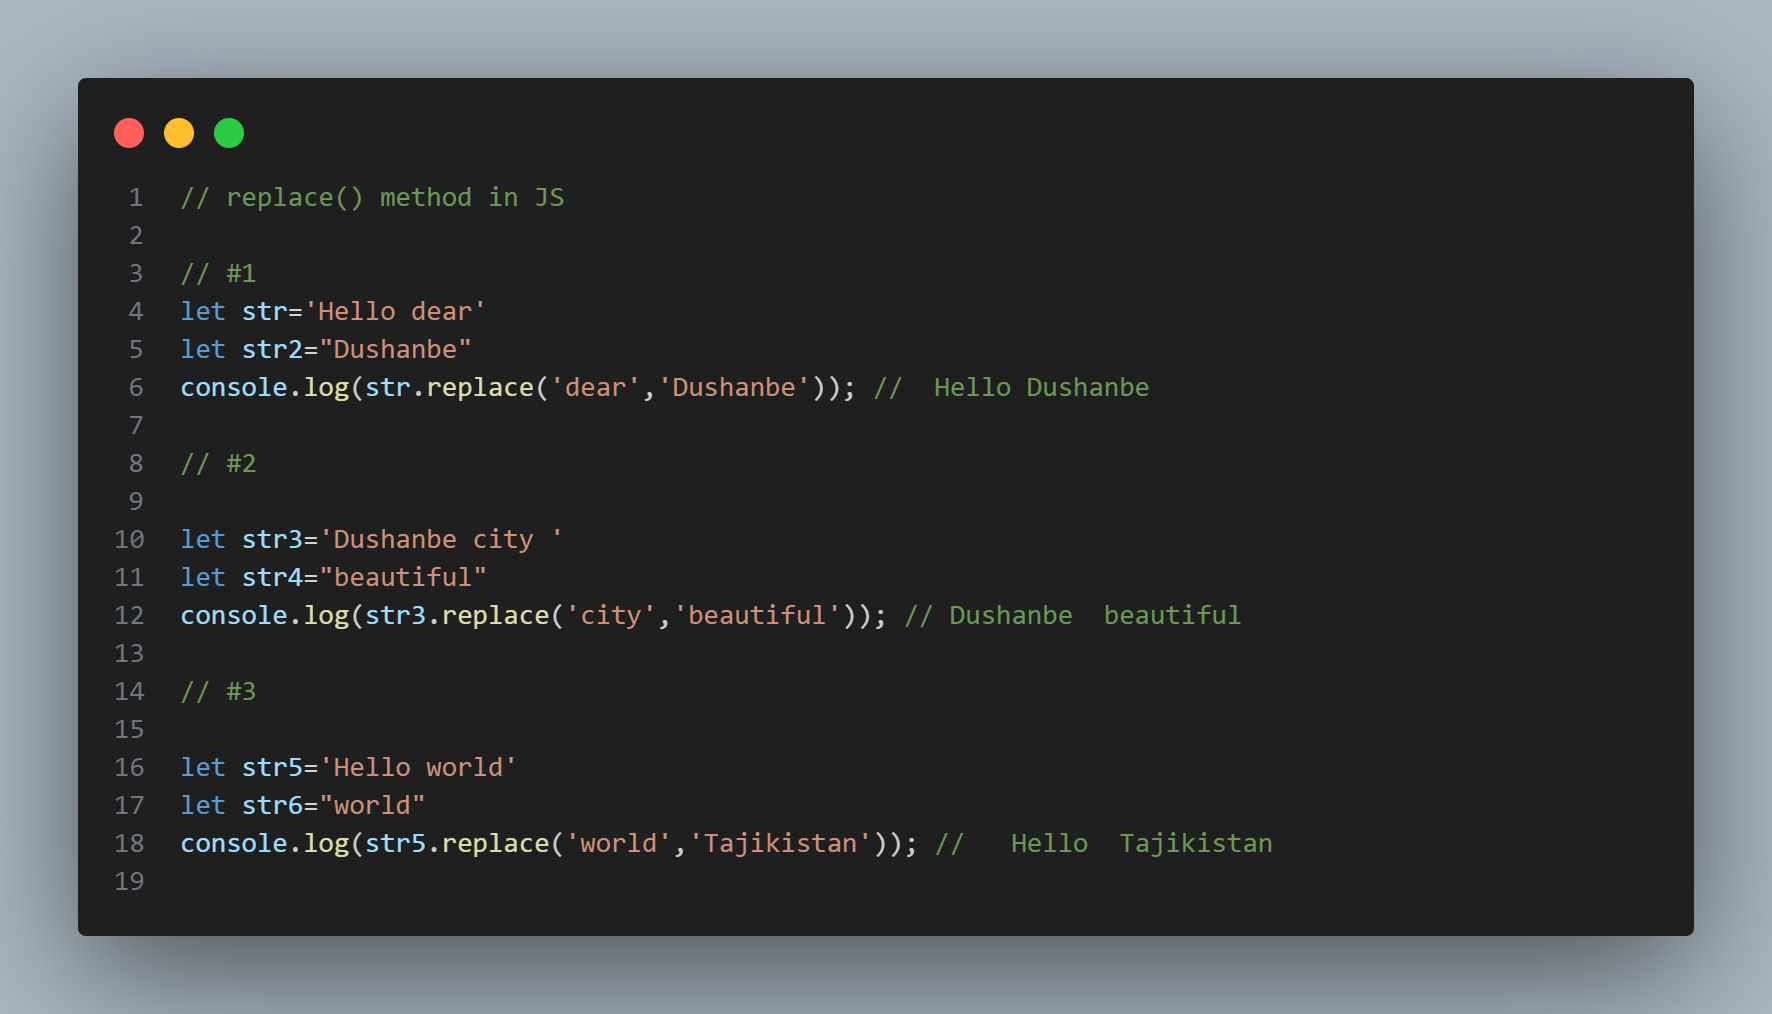 1 // replace() method in JS
2
3 // #1
4 let str='Hello dear'
5 let str2="Dushanbe"
6 console.log(str.replace('dear','Dushanbe')); //  Hello Dushanbe
7
8 // #2
9
10 let str3='Dushanbe city '
11 let str4="beautiful"
12 console.log(str3.replace('city','beautiful')); // Dushanbe  beautiful
13
14 // #3
15
16 let str5='Hello world'
17 let str6="world"
18 console.log(str5.replace('world','Tajikistan')); //   Hello  Tajikistan
19